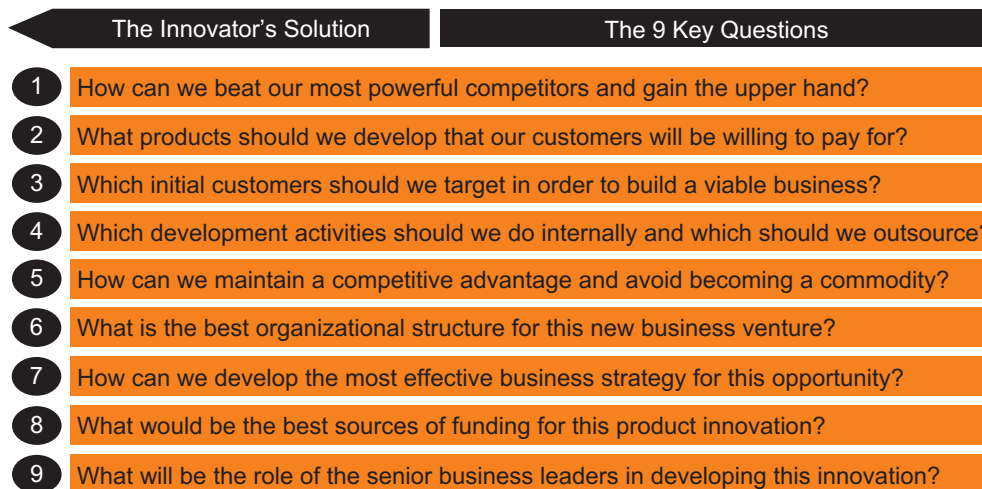 The Innovator’s Solution
The 9 Key Questions
1 How can we beat our most powerful competitors and gain the upper hand?
2 What products should we develop that our customers will be willing to pay for?
3 Which initial customers should we target in order to build a viable business?
4 Which development activities should we do internally and which should we outsource?
5 How can we maintain a competitive advantage and avoid becoming a commodity?
6 What is the best organizational structure for this new business venture?
7 How can we develop the most effective business strategy for this opportunity?
8 What would be the best sources of funding for this product innovation?
9 What will be the role of the senior business leaders in developing this innovation?